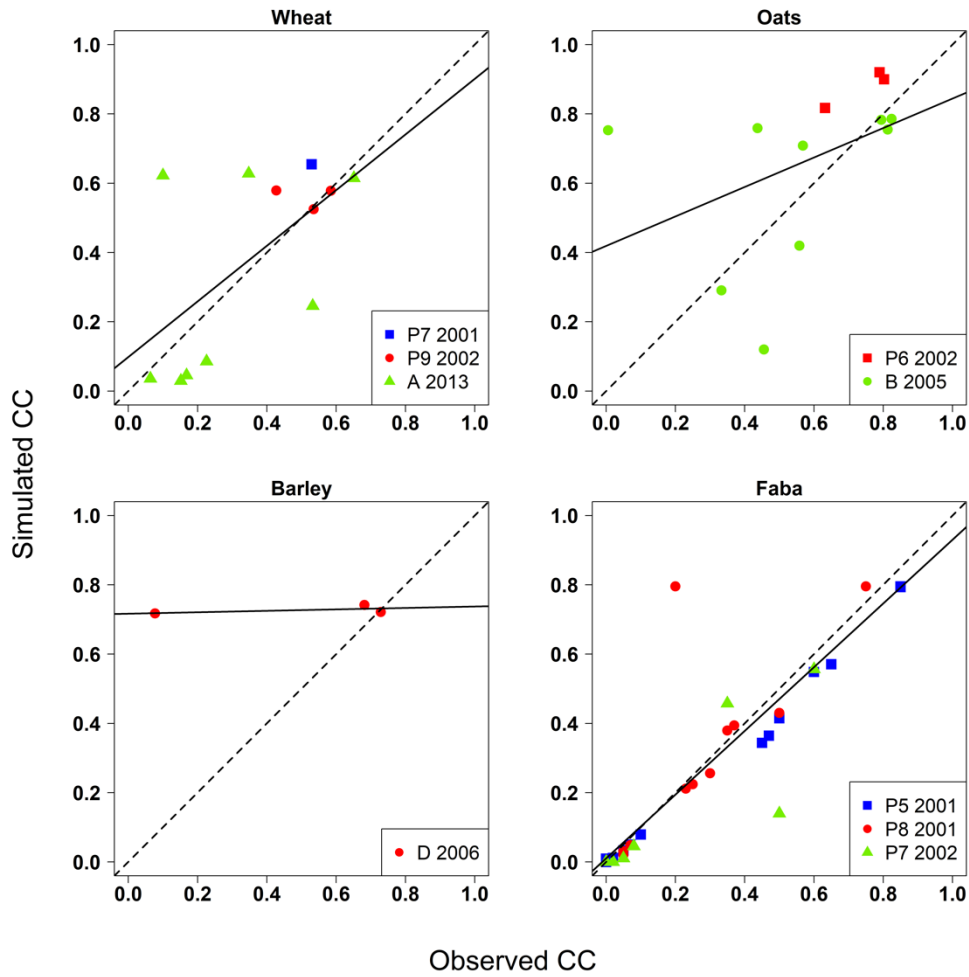 Wheat
Oats
1.0
0.8
0.6
0.4
0.2
0.0
P7 2001
P9 2002
A 2013
0.0 0.2 0.4 0.6 0.8 1.0
1.0
0.8
0.6
0.4
0.2
0.0
P6 2002
B 2005
0.0 0.2 0.4 0.6 0.8 1.0
Simulated CC
Barley
Faba
1.0
0.8
0.6
0.4
0.2
0.0
D 2006
0.0 0.2 0.4 0.6 0.8 1.0
1.0
0.8
0.6
0.4
0.2
0.0
P5 2001
P8 2001
P7 2002
0.0 0.2 0.4 0.6 0.8 1.0
Observed CC